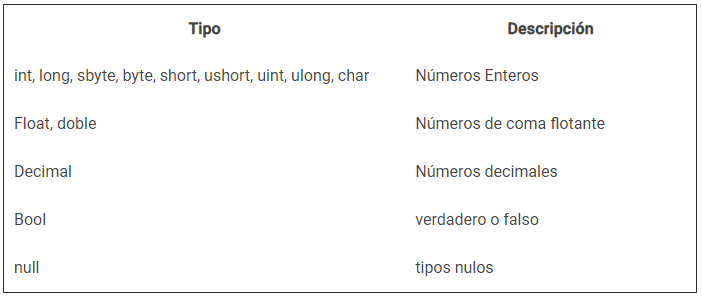 Tipo Descripción
int, long, sbyte, byte, short, ushort, uint, ulong, char Números Enteros
Float, doble Números de coma flotante
Decimal Números decimales
Bool verdadero o falso
null tipos nulos